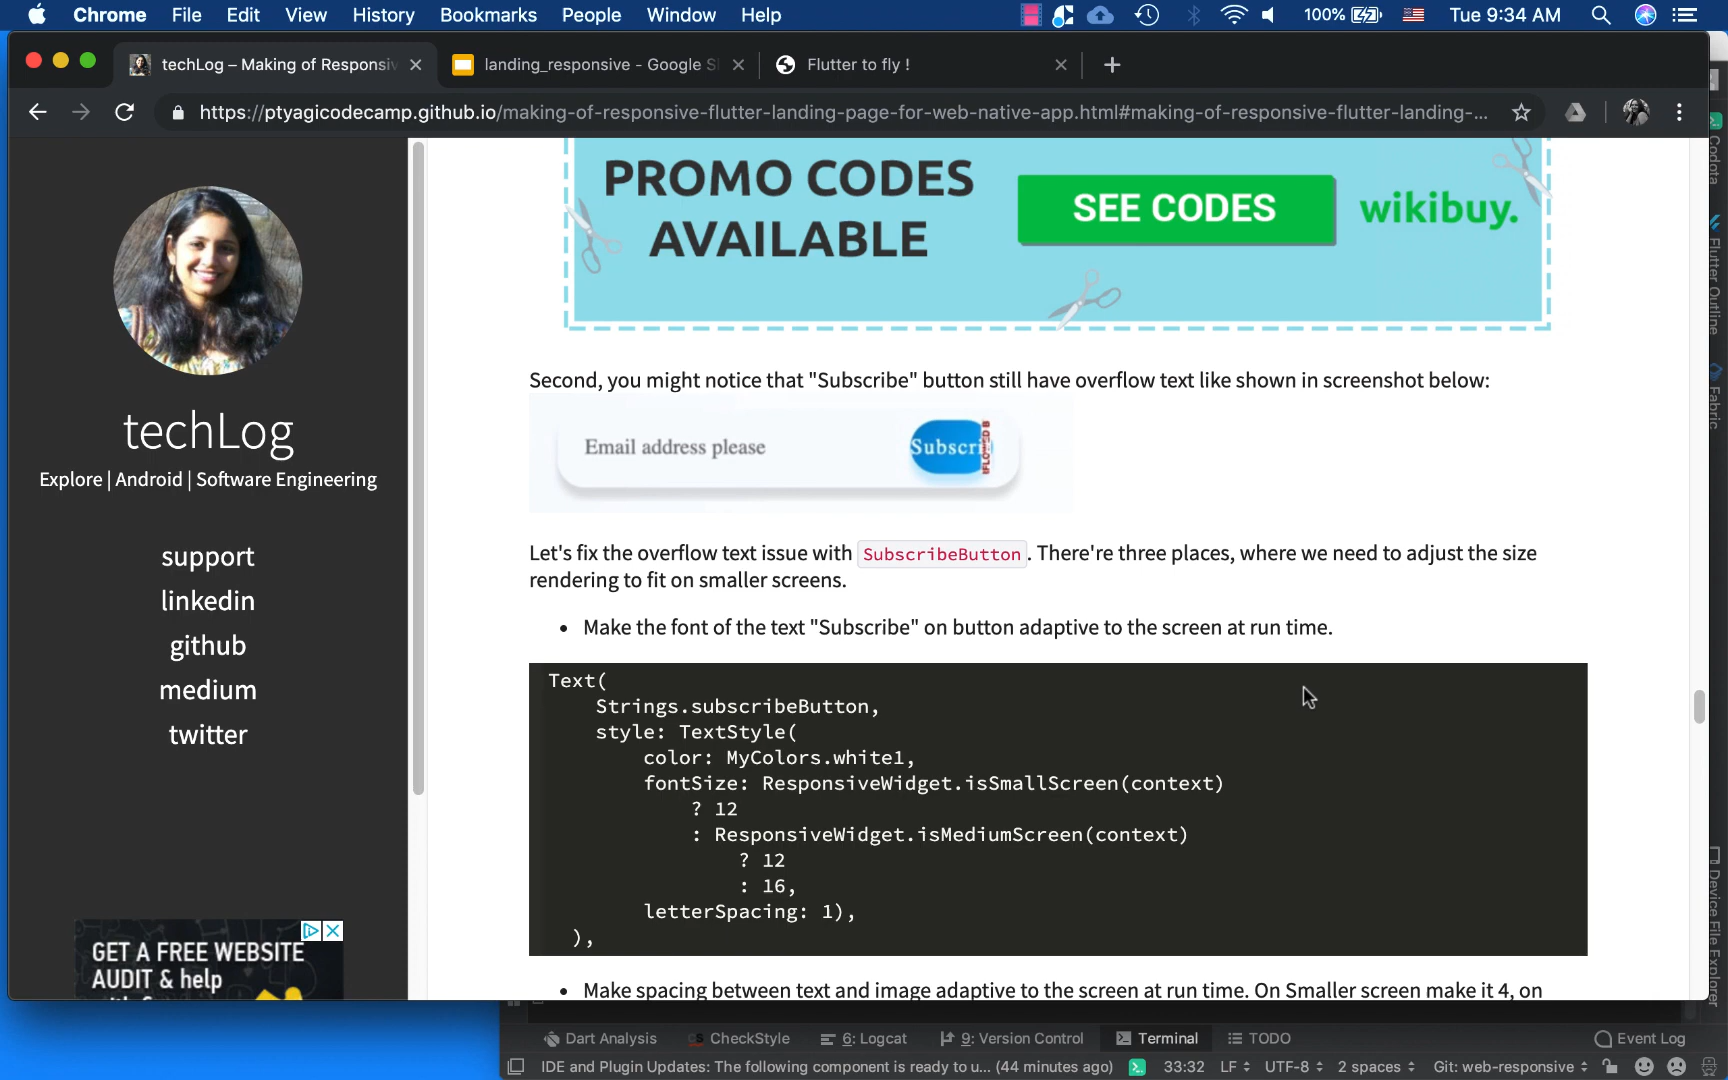 Chrome File Edit View History Bookmarks People Window Help 100% Tue 9:34 AM
techLog – Making of Responsiv
landing_responsive - Google S
Flutter to fly !
https://ptyagicodecamp.github.io/making-of-responsive-flutter-landing-page-for-web-native-app.html#making-of-responsive-flutter-landing-...
techLog
Explore | Android | Software Engineering
support
linkedin
github
medium
twitter
GET A FREE WEBSITE
AUDIT & help
PROMO CODES
AVAILABLE
SEE CODES
wikibuy.
Second, you might notice that "Subscribe" button still have overflow text like shown in screenshot below:
Email address please
Subscri
Let's fix the overflow text issue with SubscribeButton. There're three places, where we need to adjust the size
rendering to fit on smaller screens.
• Make the font of the text "Subscribe" on button adaptive to the screen at run time.
Text(
Strings.subscribeButton,
style: TextStyle(
color: MyColors.white1,
fontSize: ResponsiveWidget.isSmallScreen(context)
? 12
: ResponsiveWidget.isMediumScreen(context)
? 12
: 16,
letterSpacing: 1),
),
• Make spacing between text and image adaptive to the screen at run time. On Smaller screen make it 4, on
Codota
Flutter Outline
Fabric
Device File Explorer
Dart Analysis CheckStyle 6: Logcat 9: Version Control Terminal TODO Event Log
IDE and Plugin Updates: The following component is ready to u... (44 minutes ago) 33:32 LF UTF-8 2 spaces Git: web-responsive